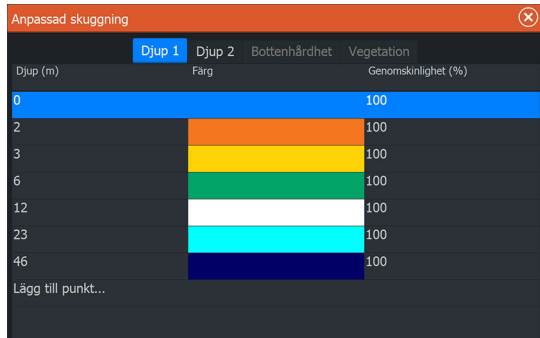 Anpassad skuggning
Djup 1 Djup 2 Bottenhårdhet Vegetation
Djup (m) Färg Genomskinlighet (%)
0 100
2 100
3 100
6 100
12 100
23 100
46 100
Lägg till punkt...